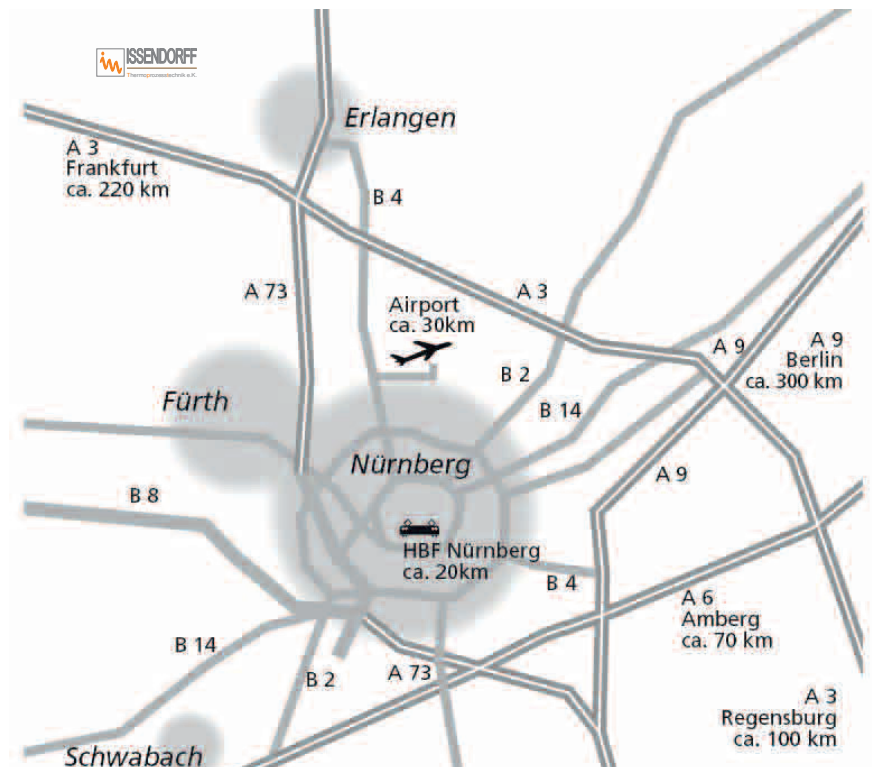 im ISSENDORFF
Thermoprozesstechnik e.K.
Erlangen
A 3
Frankfurt
ca. 220 km
B 4
A 73
A 3
Airport
ca. 30km
A 9
A 9
Berlin
ca. 300 km
B 2
Fürth
B 14
Nürnberg
A 9
B 8
HBF Nürnberg
ca. 20km
B 4
A 6
Amberg
ca. 70 km
B 14
B 2
A 73
A 3
Regensburg
ca. 100 km
Schwabach